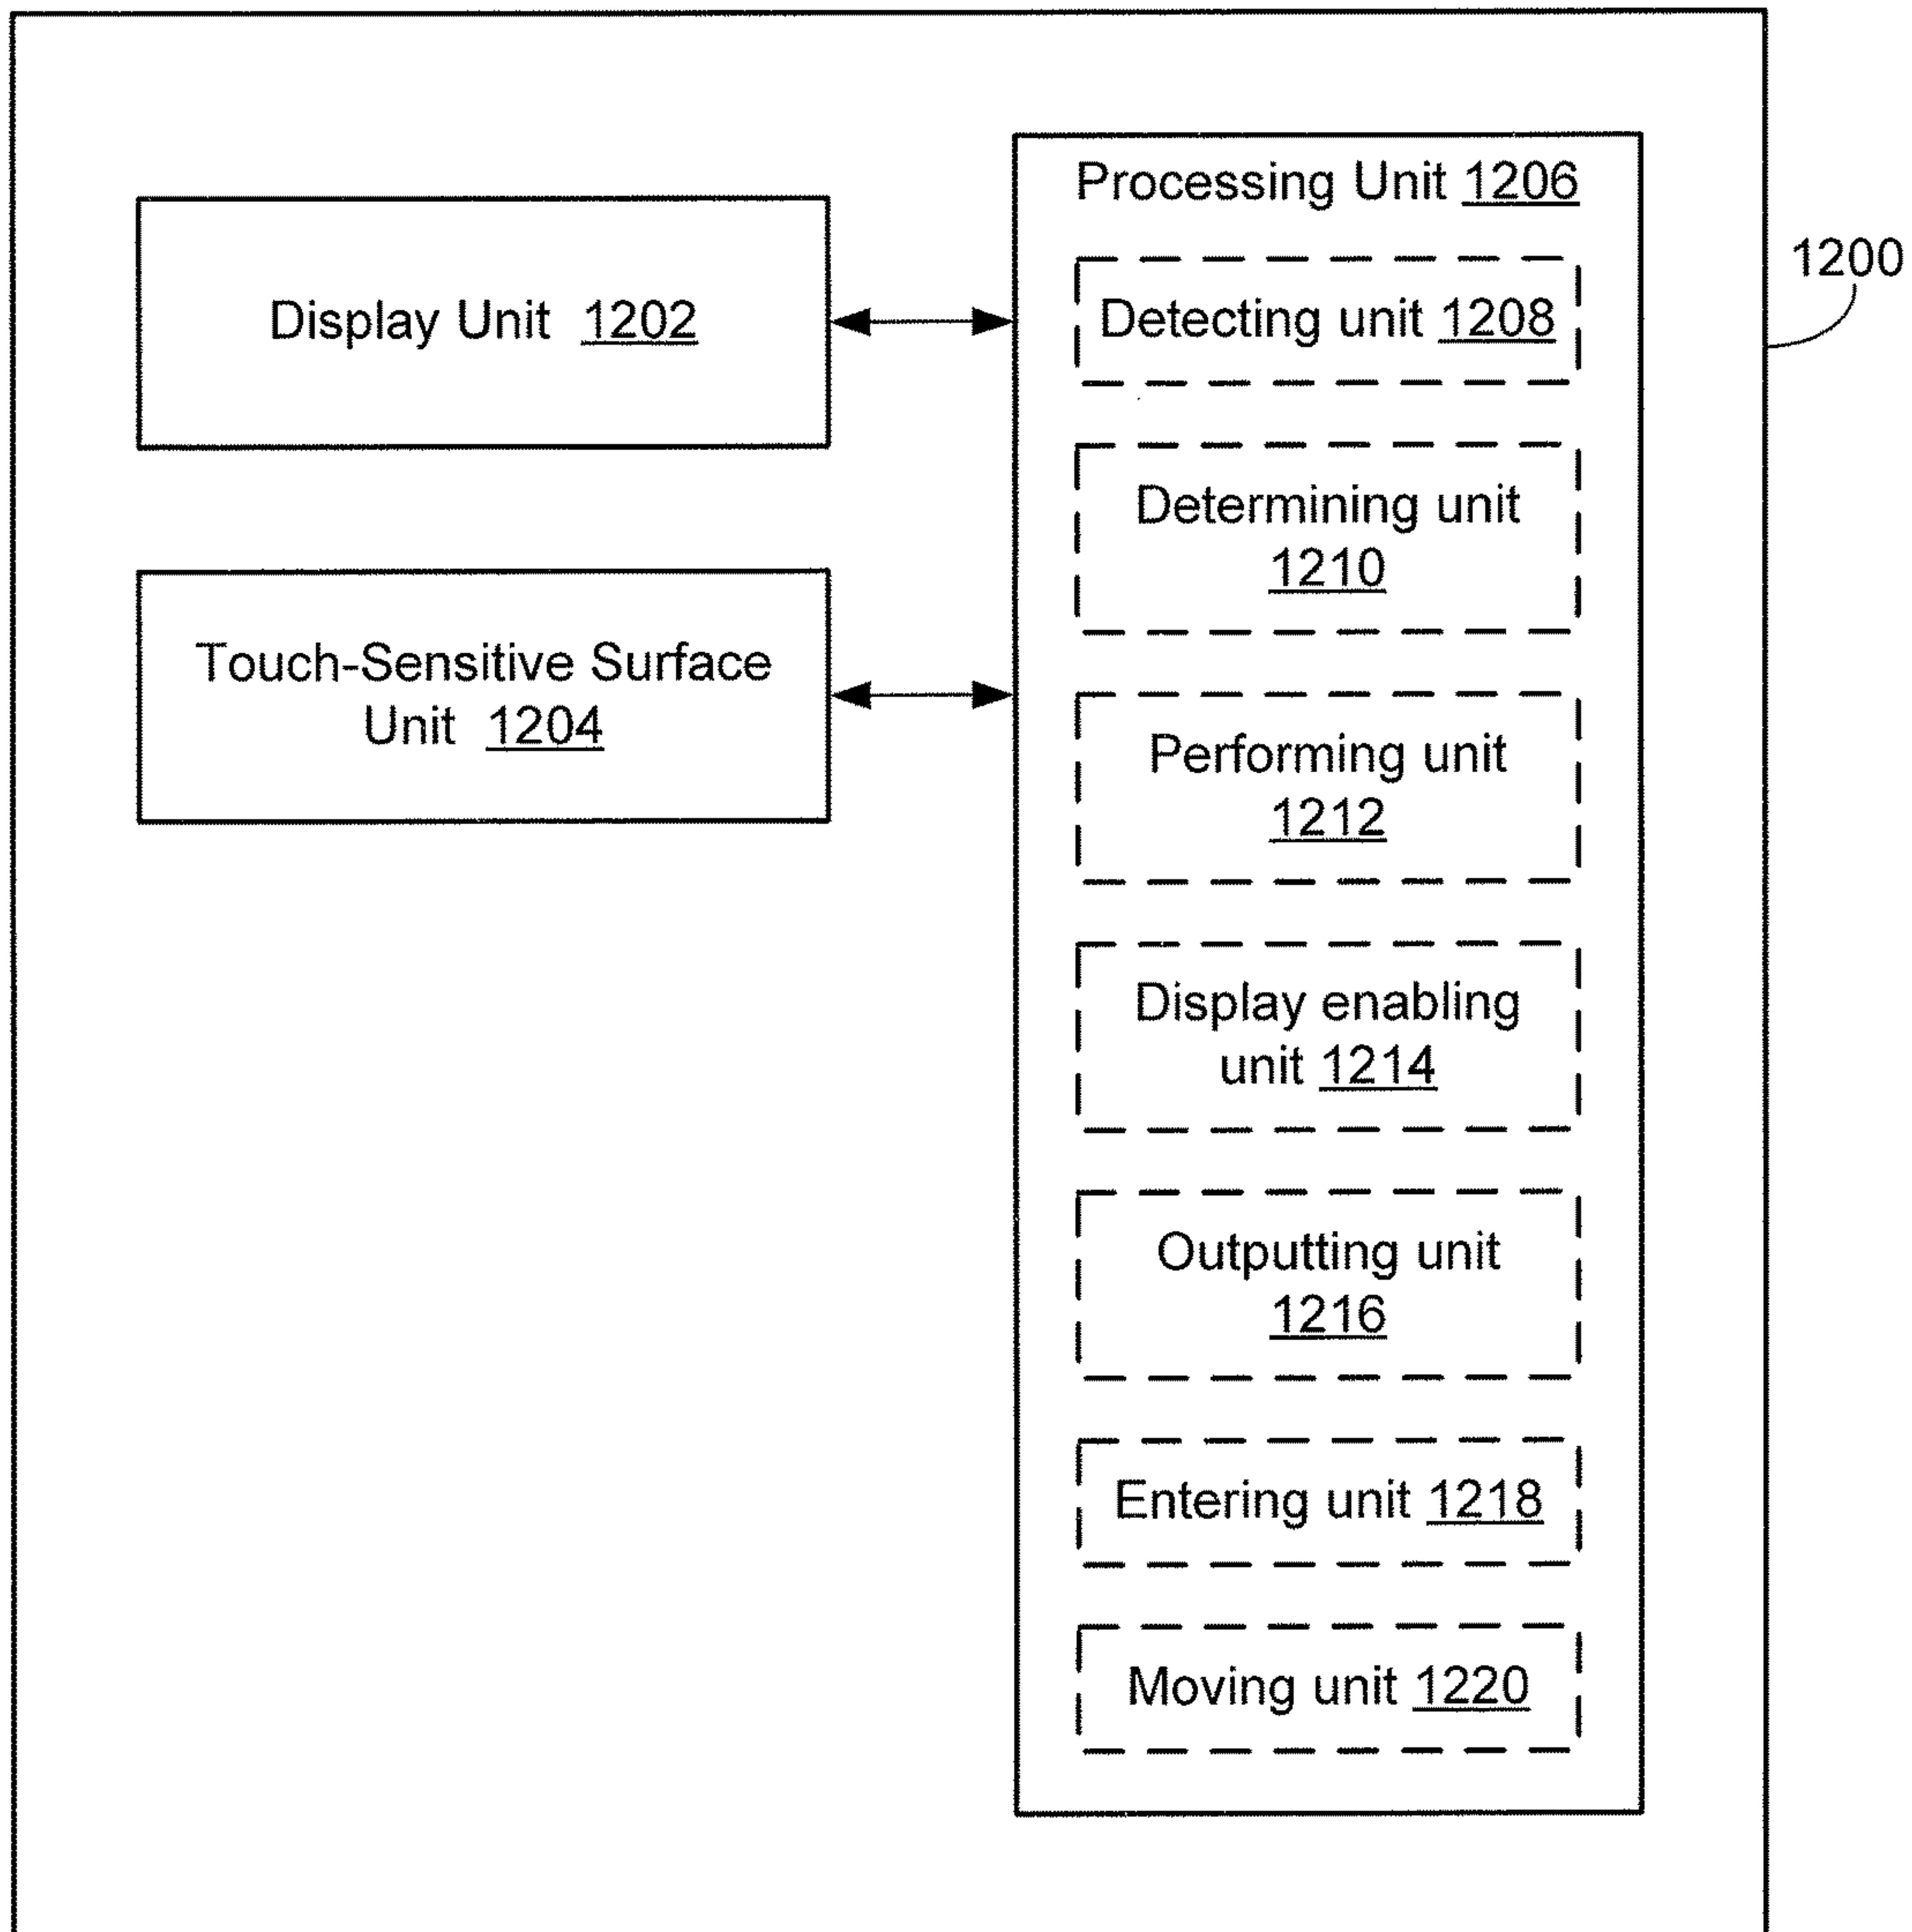 Processing Unit 1206
1200
Display Unit 1202
Detecting unit 1208
Determining unit
1210
Touch-Sensitive Surface
Unit 1204
Performing unit
1212
Display enabling
unit 1214
Outputting unit
1216
Entering unit 1218
Moving unit 1220